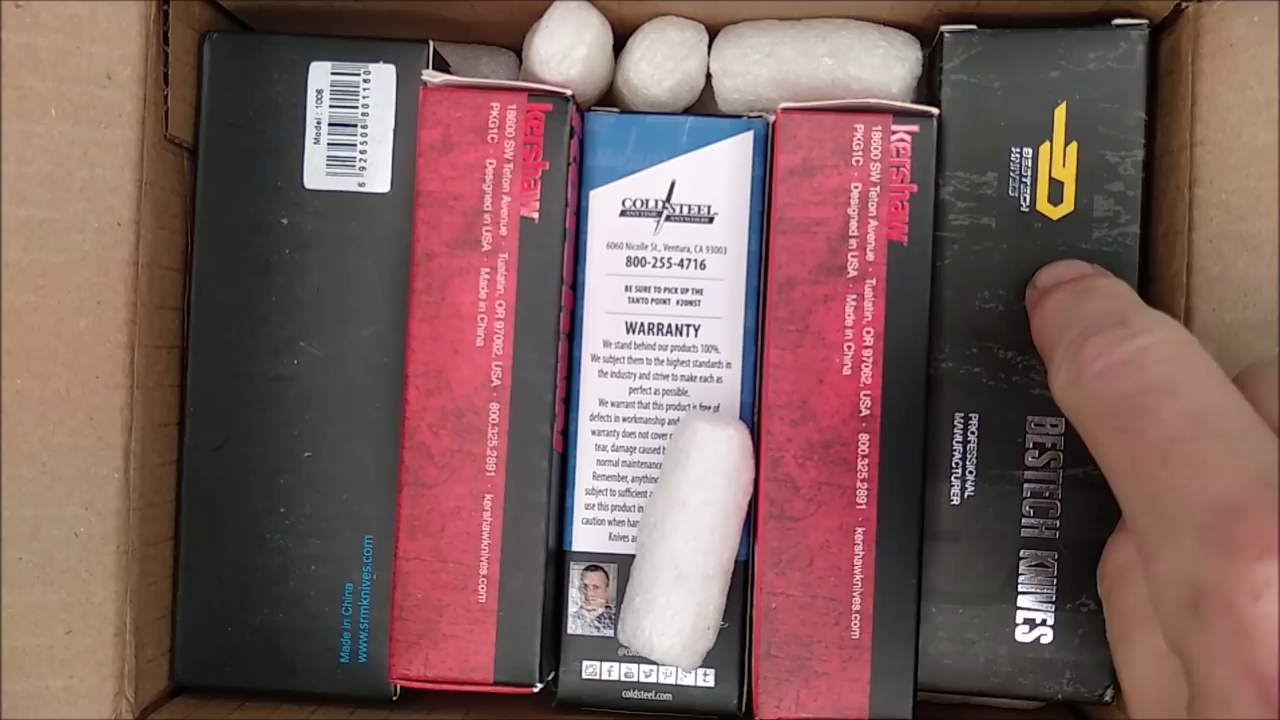 Model : 1006
6 926506 801160
Made in China
www.srmknives.com
kershaw
18600 SW Teton Avenue · Tualatin, OR 97062, USA · 800.325.2891 · kershawknives.com
PKG1C · Designed in USA · Made in China
COLD STEEL
ANYTIME ANYWHERE
6060 Nicolle St., Ventura, CA 93003
800-255-4716
BE SURE TO PICK UP THE
TANTO POINT #20NST
WARRANTY
We stand behind our products 100%.
We subject them to the highest standards in
the industry and strive to make each as
perfect as possible.
We warrant that this product is free of
defects in workmanship and
warranty does not cover
tear, damage caused
normal maintenance
Remember, anything
subject to sufficient
use this product in
caution when
Knives
coldsteel.com
kershaw
18600 SW Teton Avenue · Tualatin, OR 97062, USA · 800.325.2891 · kershawknives.com
PKG1C · Designed in USA · Made in China
BESTECH
KNIVES
PROFESSIONAL
MANUFACTURER
BESTECH KNIVES